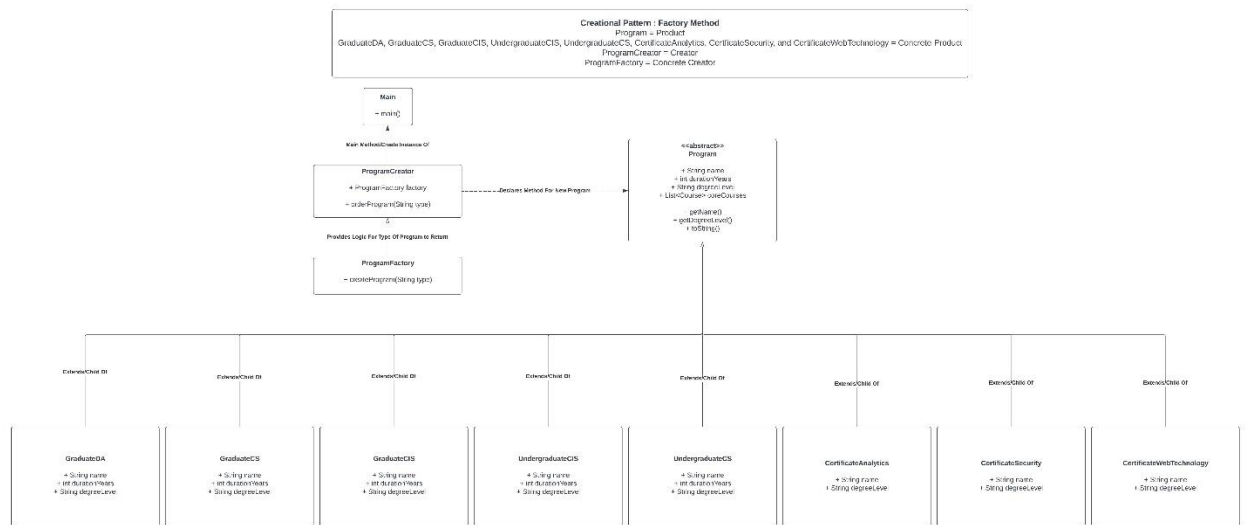 Creational Pattern : Factory Method
Program = Product
GraduateDA, GraduateCS, GraduateCIS, UndergraduateCIS, UndergraduateCS, CertificateAnalytics, CertficateSecurity, and CertificateWebTechnology = Concrete Product
ProgramCreator = Creator
ProgramFactory = Concrete Creator
Main
+ main()
Main Method/Create Instance Of
ProgramCreator
+ ProgramFactory factory
+ orderProgram(String type)
Declares Method For New Program
<<abstract>>
Program
+ String name
+ int durationYears
+ String degreeLevel
+ List<Course> coreCourses
getName()
+ getDegreeLevel()
+ toString()
Provides Logic For Type Of Program to Return
ProgramFactory
+ createProgram(String type)
Extends/Child Of
Extends/Child Of
Extends/Child Of
Extends/Child Of
Extends/Child Of
Extends/Child Of
Extends/Child Of
Extends/Child Of
GraduateDA
+ String name
+ int durationYears
+ String degreeLevel
GraduateCS
+ String name
+ int durationYears
+ String degreeLevel
GraduateCIS
+ String name
+ int durationYears
+ String degreeLevel
UndergraduateCIS
+ String name
+ int durationYears
+ String degreeLevel
UndergraduateCS
+ String name
+ int durationYears
+ String degreeLevel
CertificateAnalytics
+ String name
+ String degreeLevel
CertificateSecurity
+ String name
+ String degreeLevel
CertificateWebTechnology
+ String name
+ String degreeLevel